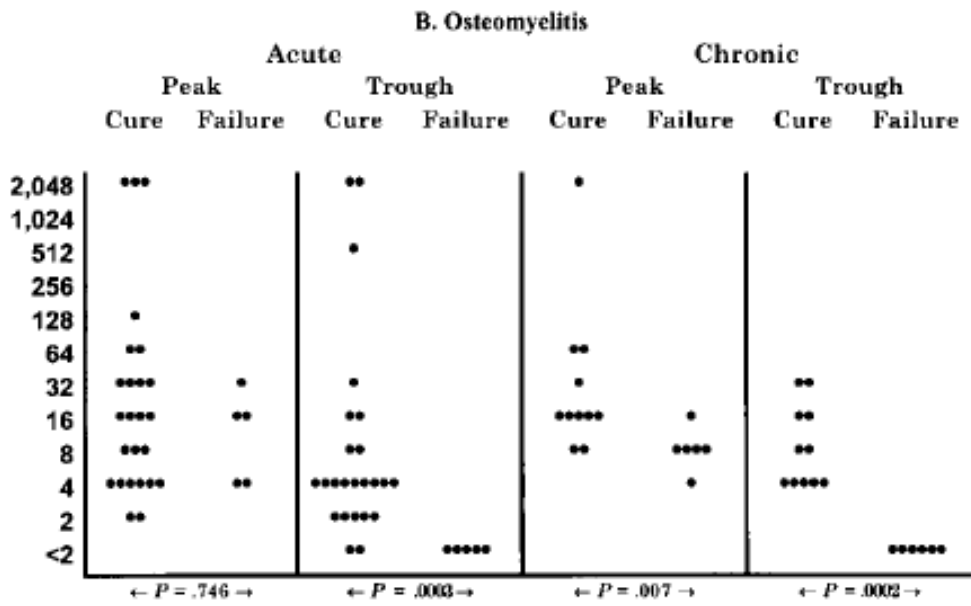 B. Osteomyelitis
Acute Chronic
Peak Trough Peak Trough
Cure Failure Cure Failure Cure Failure Cure Failure
2,048
1,024
512
256
128
64
32
16
8
4
2
<2
← P = .746 → ← P = .0003 → ← P = .007 → ← P = .0002 →